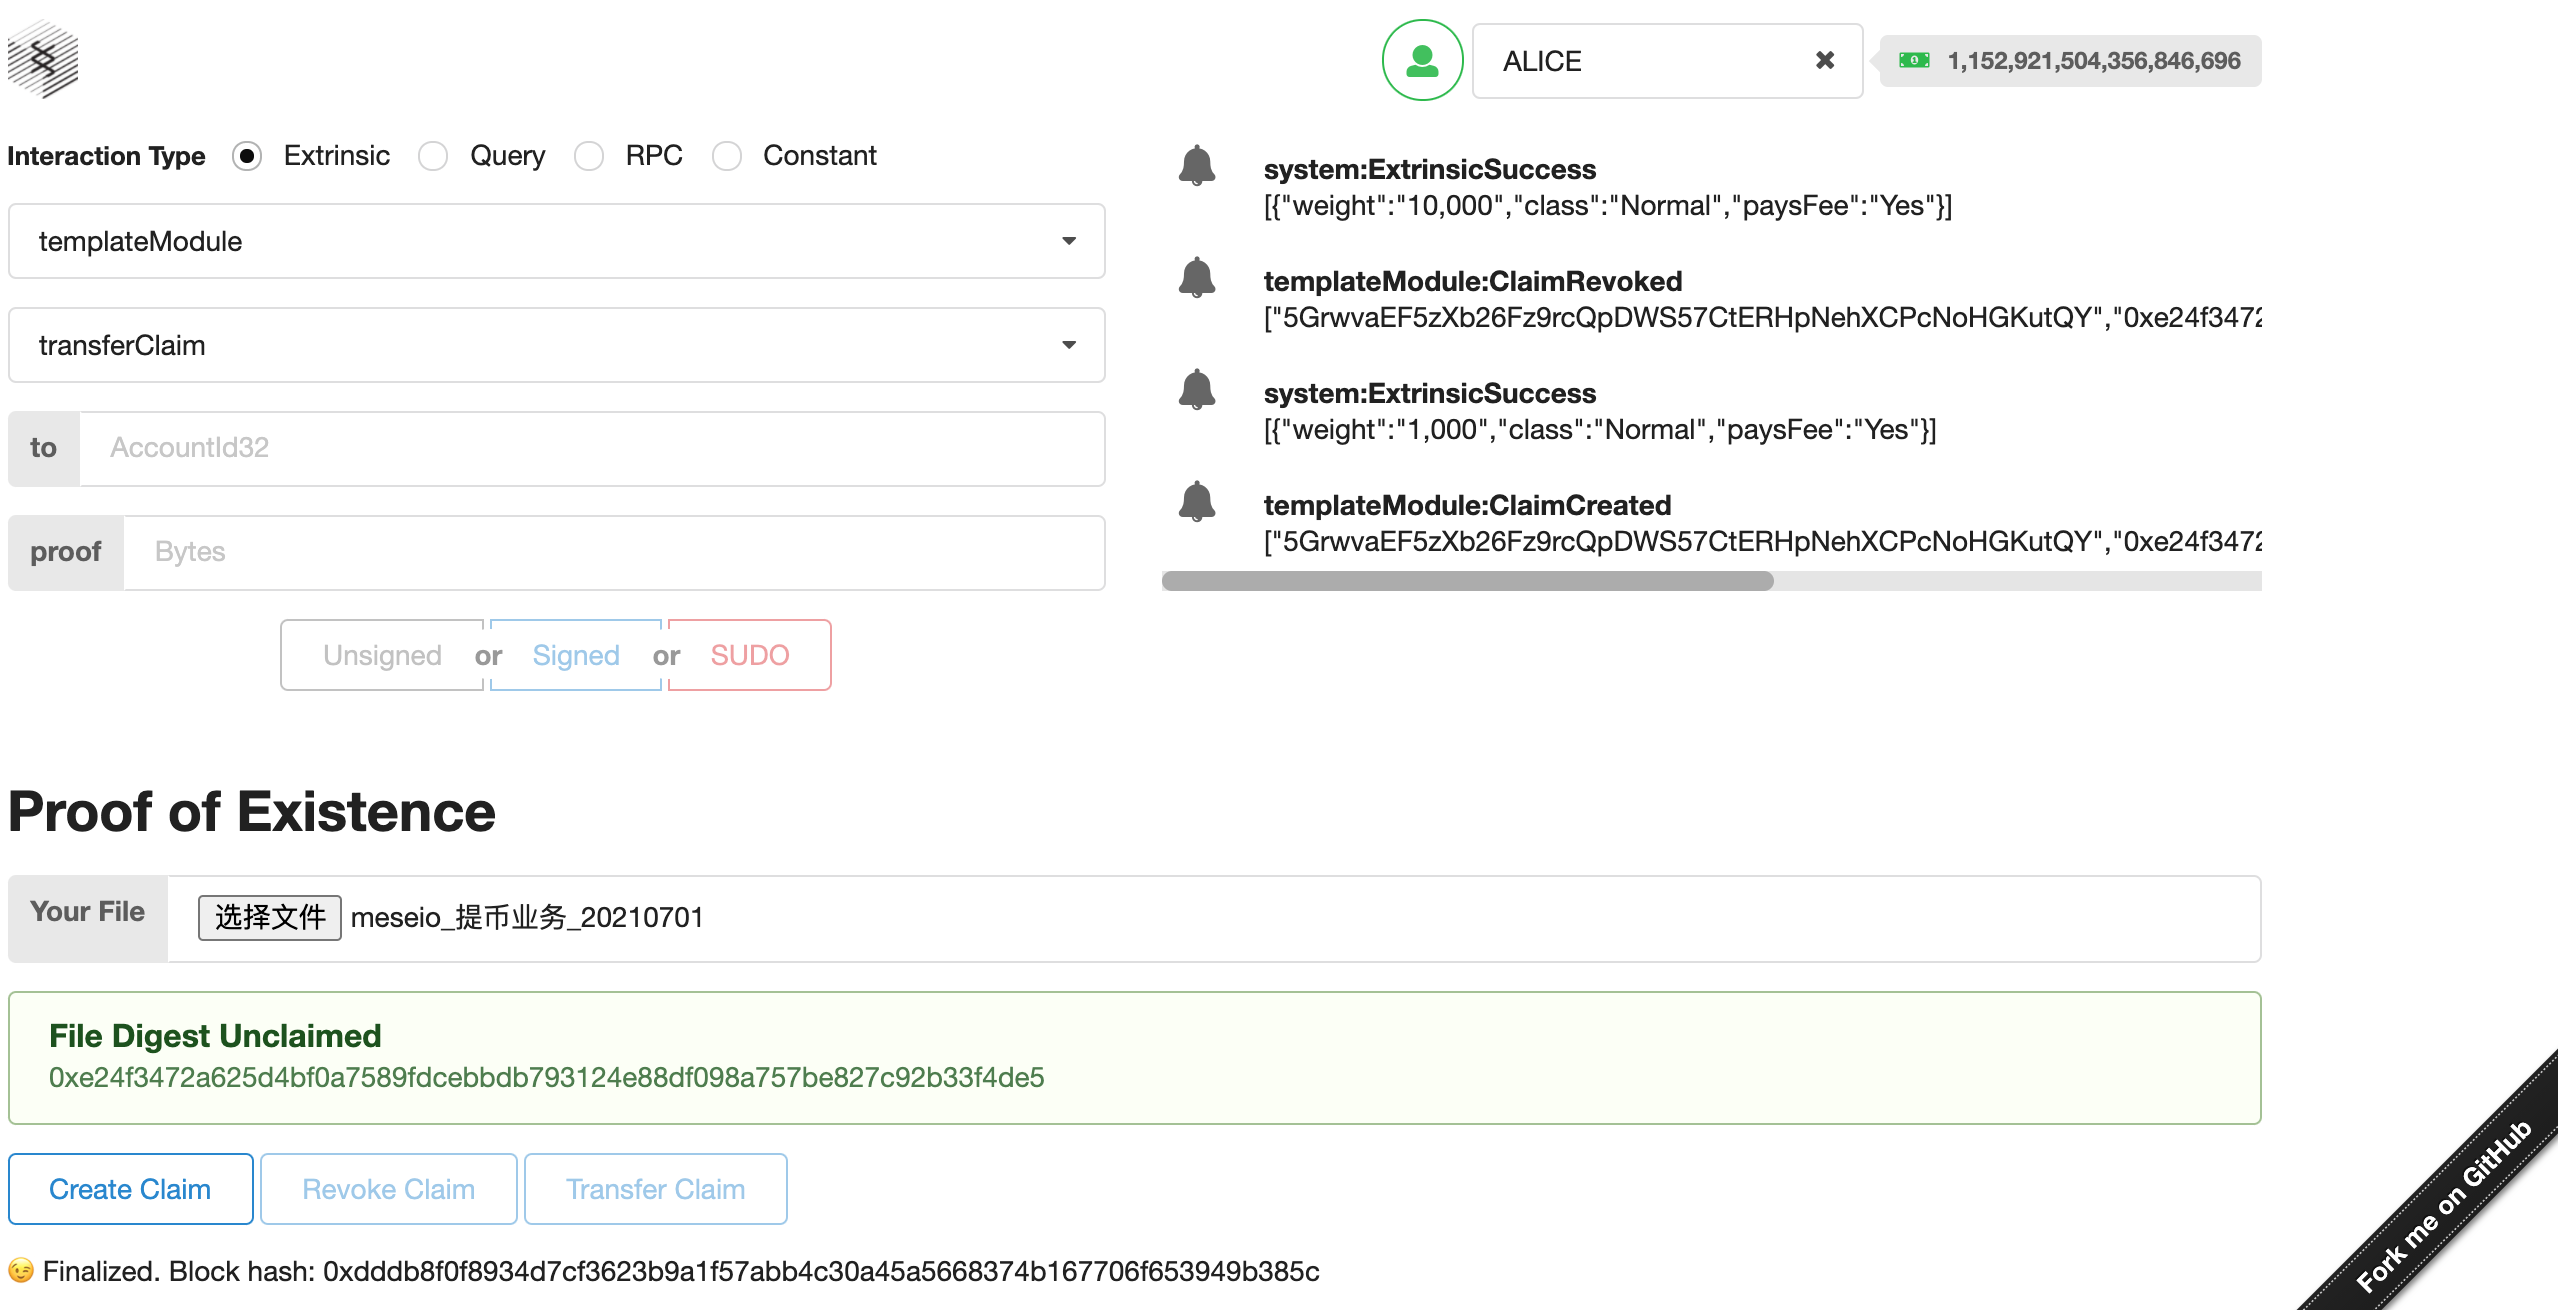 ALICE
1,152,921,504,356,846,696
Interaction Type Extrinsic Query RPC Constant
templateModule
transferClaim
to AccountId32
proof Bytes
Unsigned or Signed or SUDO
system:ExtrinsicSuccess
[{"weight":"10,000","class":"Normal","paysFee":"Yes"}]
templateModule:ClaimRevoked
["5GrwvaEF5zXb26Fz9rcQpDWS57CtERHpNehXCPcNoHGKutQY","0xe24f3472
system:ExtrinsicSuccess
[{"weight":"1,000","class":"Normal","paysFee":"Yes"}]
templateModule:ClaimCreated
["5GrwvaEF5zXb26Fz9rcQpDWS57CtERHpNehXCPcNoHGKutQY","0xe24f3472
Proof of Existence
Your File 选择文件 meseio_提币业务_20210701
File Digest Unclaimed
0xe24f3472a625d4bf0a7589fdcebbdb793124e88df098a757be827c92b33f4de5
Create Claim Revoke Claim Transfer Claim
😉 Finalized. Block hash: 0xdddb8f0f8934d7cf3623b9a1f57abb4c30a45a5668374b167706f653949b385c
Fork me on GitHub